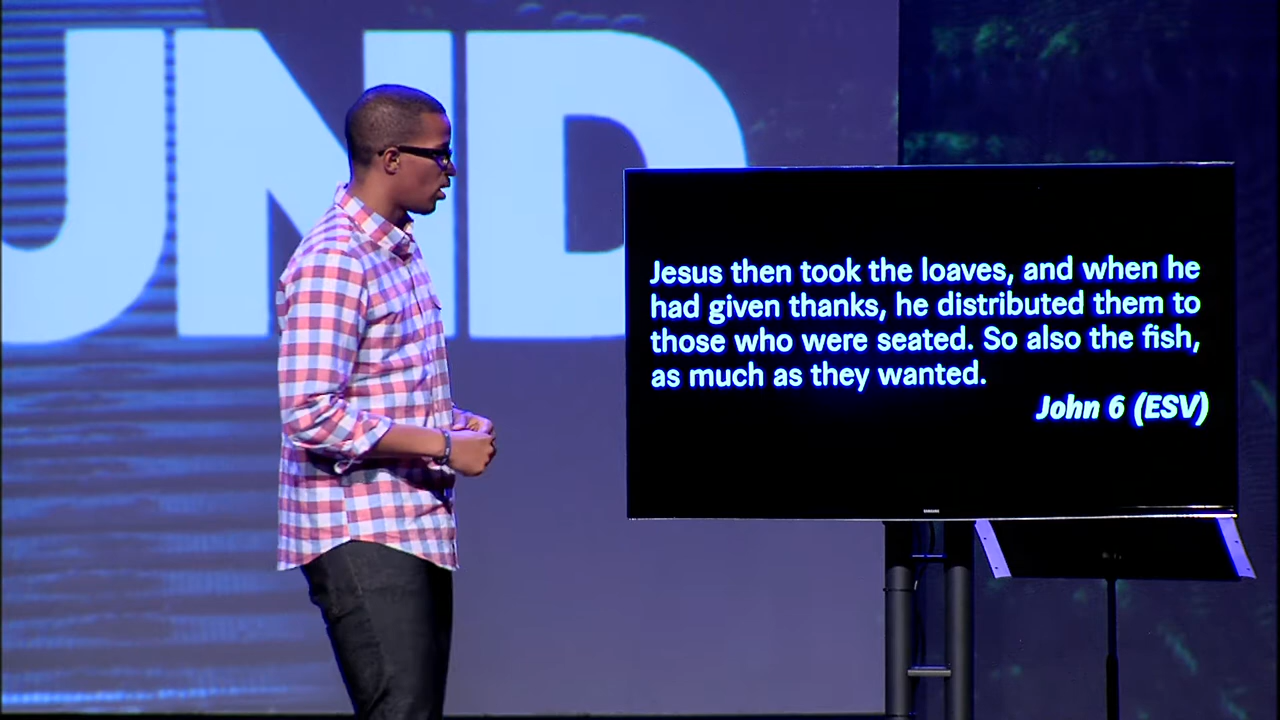 UND
Jesus then took the loaves, and when he
had given thanks, he distributed them to
those who were seated. So also the fish,
as much as they wanted.
John 6 (ESV)
SAMSUNG